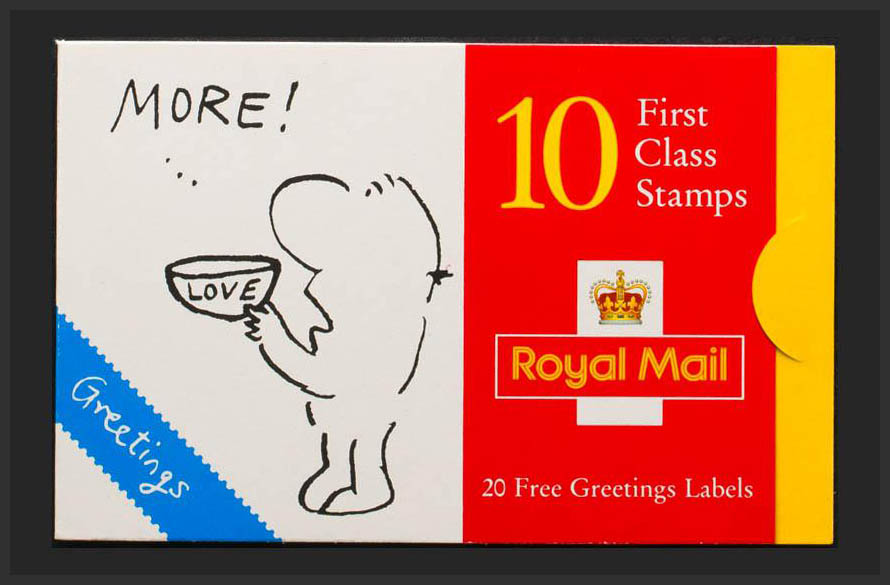 MORE!
LOVE
Greetings
10 First
Class
Stamps
Royal Mail
20 Free Greetings Labels